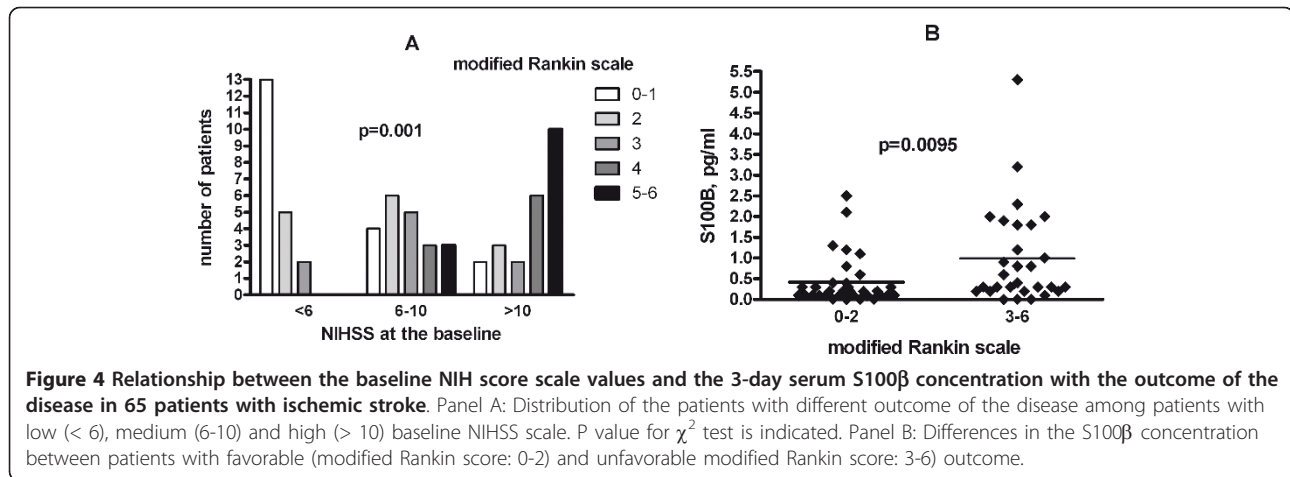 A
modified Rankin scale
0-1
2
3
4
5-6
p=0.001
number of patients
13
12
11
10
9
8
7
6
5
4
3
2
1
0
<6
6-10
>10
NIHSS at the baseline
B
S100B, pg/ml
5.5
5.0
4.5
4.0
3.5
3.0
2.5
2.0
1.5
1.0
0.5
0.0
p=0.0095
0-2
3-6
modified Rankin scale
Figure 4 Relationship between the baseline NIH score scale values and the 3-day serum S100β concentration with the outcome of the
disease in 65 patients with ischemic stroke. Panel A: Distribution of the patients with different outcome of the disease among patients with
low (< 6), medium (6-10) and high (> 10) baseline NIHSS scale. P value for χ² test is indicated. Panel B: Differences in the S100β concentration
between patients with favorable (modified Rankin score: 0-2) and unfavorable modified Rankin score: 3-6) outcome.